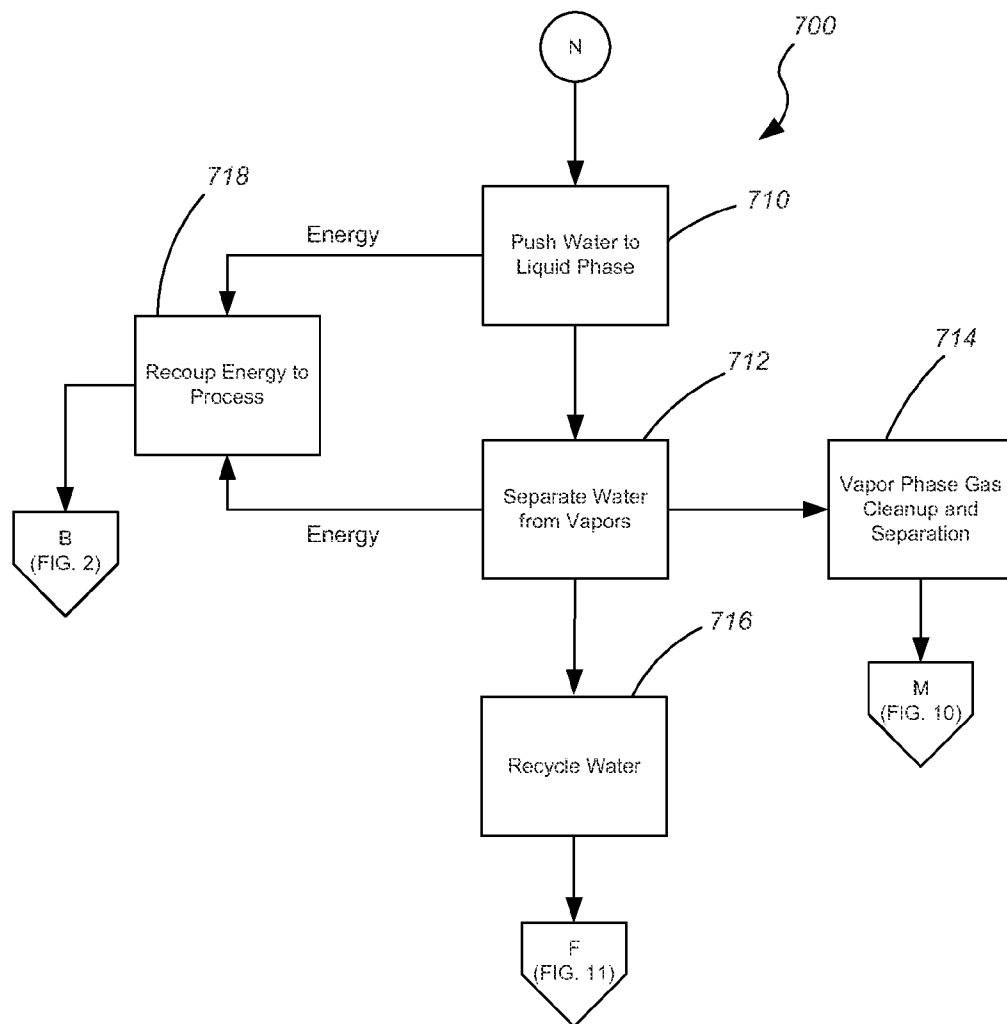 N
700
718
Energy
Push Water to
Liquid Phase
710
Recoup Energy to
Process
712
714
Separate Water
from Vapors
Vapor Phase Gas
Cleanup and
Separation
Energy
B
(FIG. 2)
716
M
(FIG. 10)
Recycle Water
F
(FIG. 11)